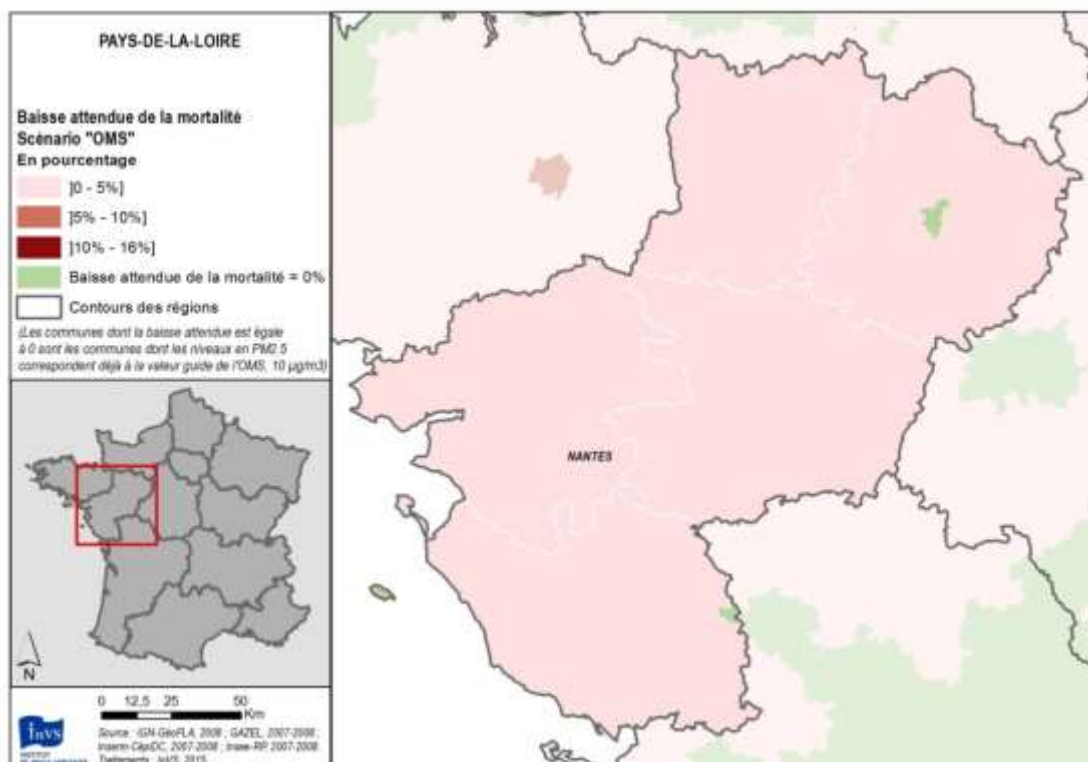 PAYS-DE-LA-LOIRE
Baisse attendue de la mortalité
Scénario "OMS"
En pourcentage
]0 - 5%]
]5% - 10%]
]10% - 16%]
Baisse attendue de la mortalité = 0%
Contours des régions
(Les communes dont la baisse attendue est égale
à 0 sont les communes dont les niveaux en PM2.5
correspondent déjà à la valeur guide de l'OMS, 10 µg/m3)
NANTES
N
0 12,5 25 50
Km
InVS
INSTITUT
Source : IGN-GéoFLA, 2008 ; GAZEL, 2007-2008 ;
Inserm-CépiDC, 2007-2008 ; Insee-RP, 2007-2008.
Traitements : InVS, 2015